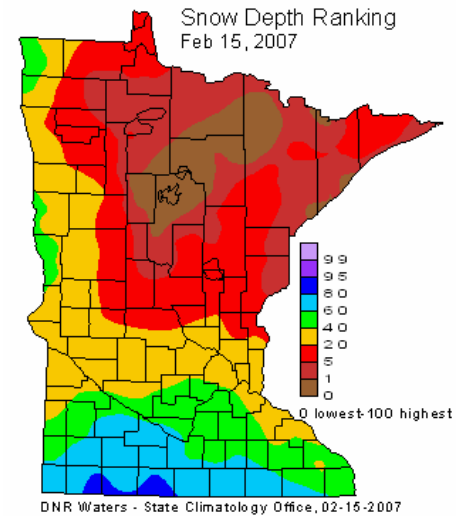 Snow Depth Ranking
Feb 15, 2007
99
95
80
60
40
20
5
1
0
0 lowest-100 highest
DNR Waters - State Climatology Office, 02-15-2007